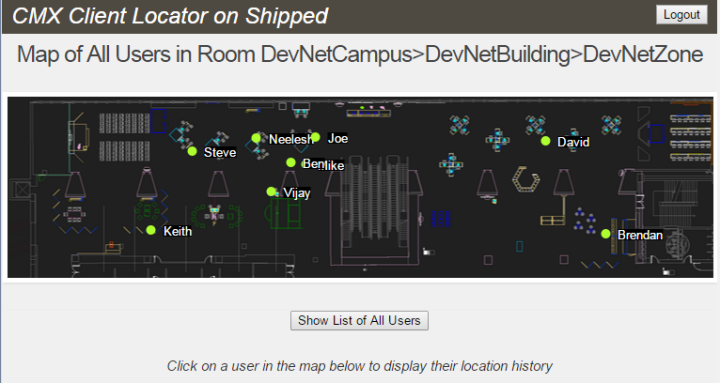 CMX Client Locator on Shipped
Logout
Map of All Users in Room DevNetCampus>DevNetBuilding>DevNetZone
Neelesh
Joe
David
Steve
Ben
Mike
Vijay
Keith
Brendan
Show List of All Users
Click on a user in the map below to display their location history